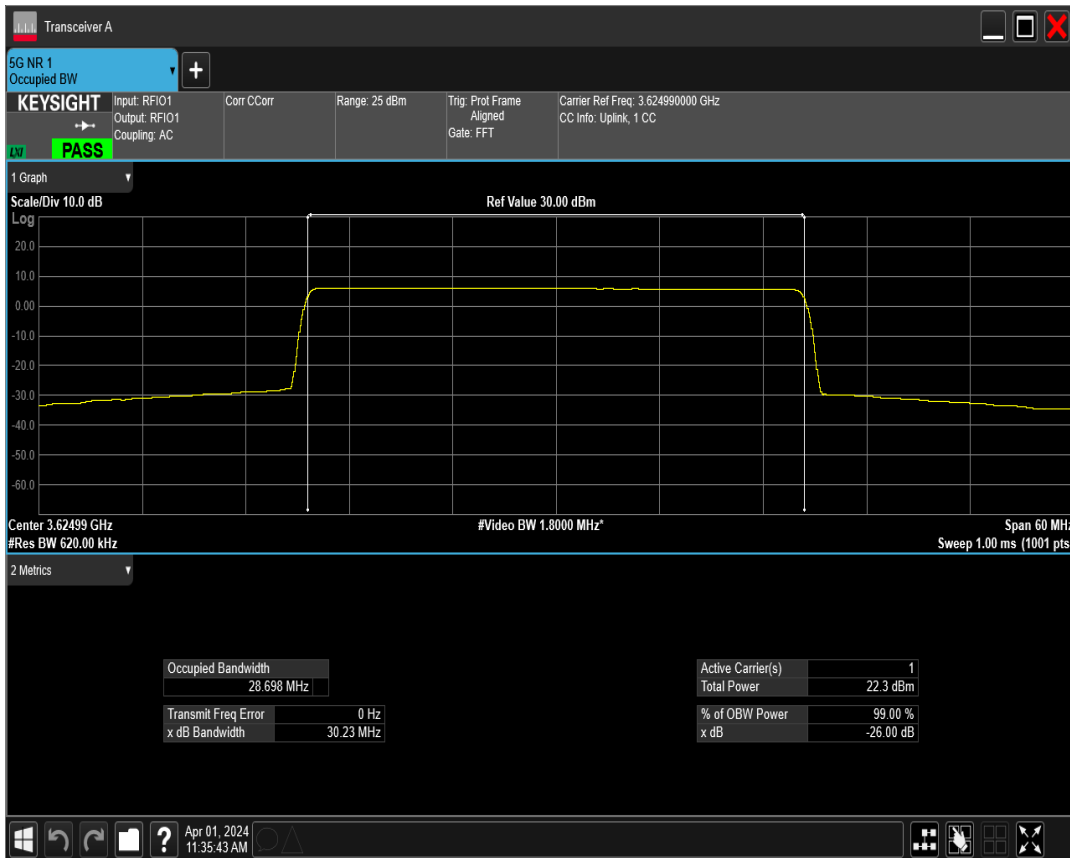 Transceiver A
5G NR 1
Occupied BW
KEYSIGHT
Input: RFIO1
Output: RFIO1
Coupling: AC
Corr CCorr
Range: 25 dBm
Trig: Prot Frame
Aligned
Gate: FFT
Carrier Ref Freq: 3.624990000 GHz
CC Info: Uplink, 1 CC
LXI
PASS
1 Graph
Scale/Div 10.0 dB
Ref Value 30.00 dBm
Log
20.0
10.0
0.00
-10.0
-20.0
-30.0
-40.0
-50.0
-60.0
Center 3.62499 GHz
#Video BW 1.8000 MHz*
Span 60 MHz
#Res BW 620.00 kHz
Sweep 1.00 ms (1001 pts
2 Metrics
Occupied Bandwidth
28.698 MHz
Transmit Freq Error 0 Hz
x dB Bandwidth 30.23 MHz
Active Carrier(s) 1
Total Power 22.3 dBm
% of OBW Power 99.00 %
x dB -26.00 dB
?
Apr 01, 2024
11:35:43 AM